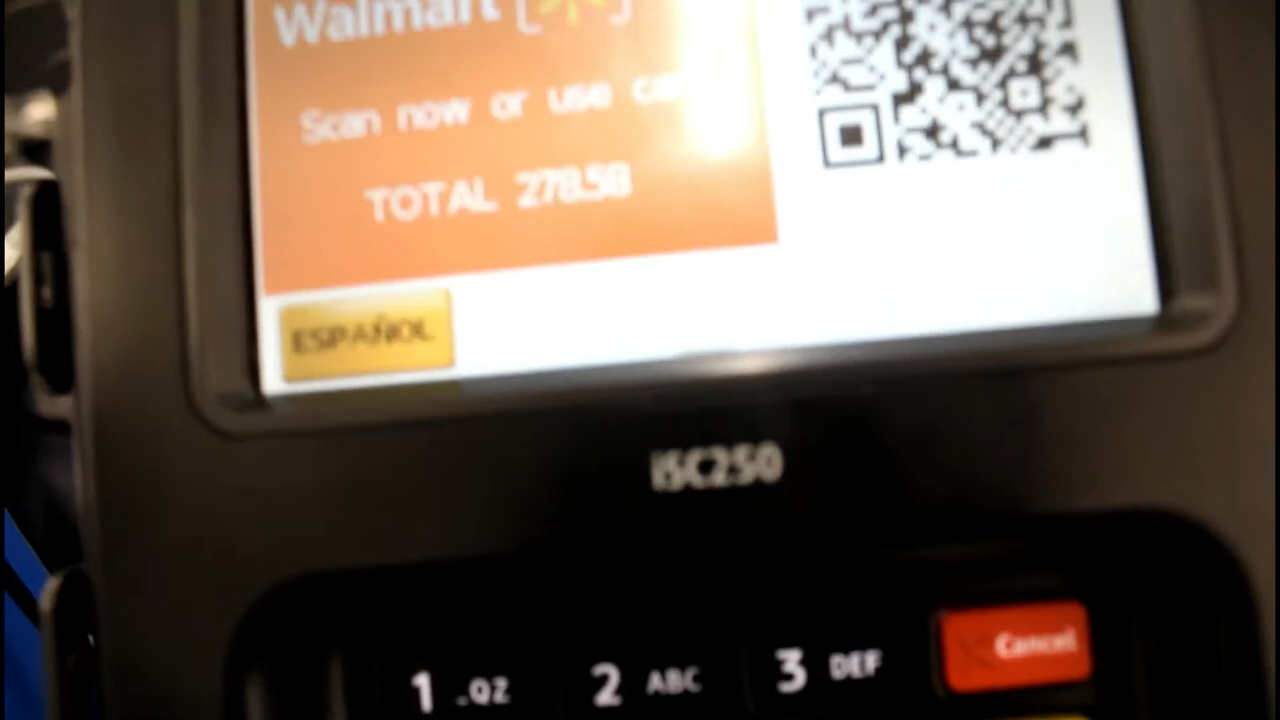 Walmart
Scan now or use
TOTAL 278.58
ESPAÑOL
iSC250
1 .QZ 2 ABC 3 DEF Cancel